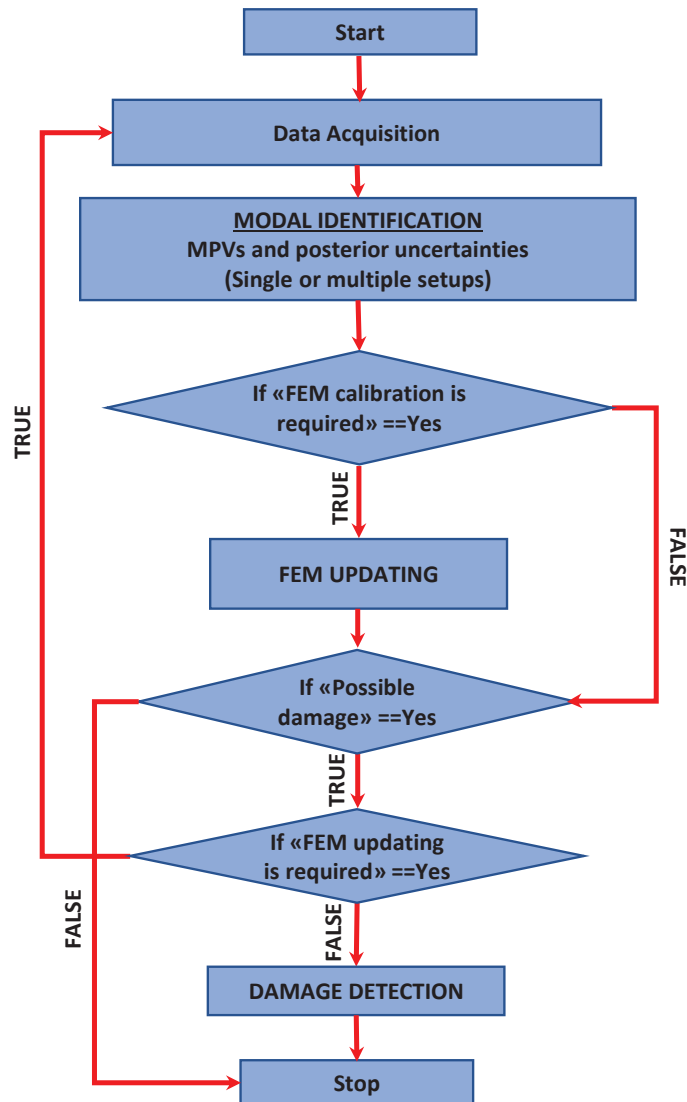 Start
Data Acquisition
MODAL IDENTIFICATION
MPVs and posterior uncertainties
(Single or multiple setups)
If «FEM calibration is
required» ==Yes
TRUE
TRUE
FALSE
FEM UPDATING
If «Possible
damage» ==Yes
TRUE
If «FEM updating
is required» ==Yes
FALSE
FALSE
DAMAGE DETECTION
Stop